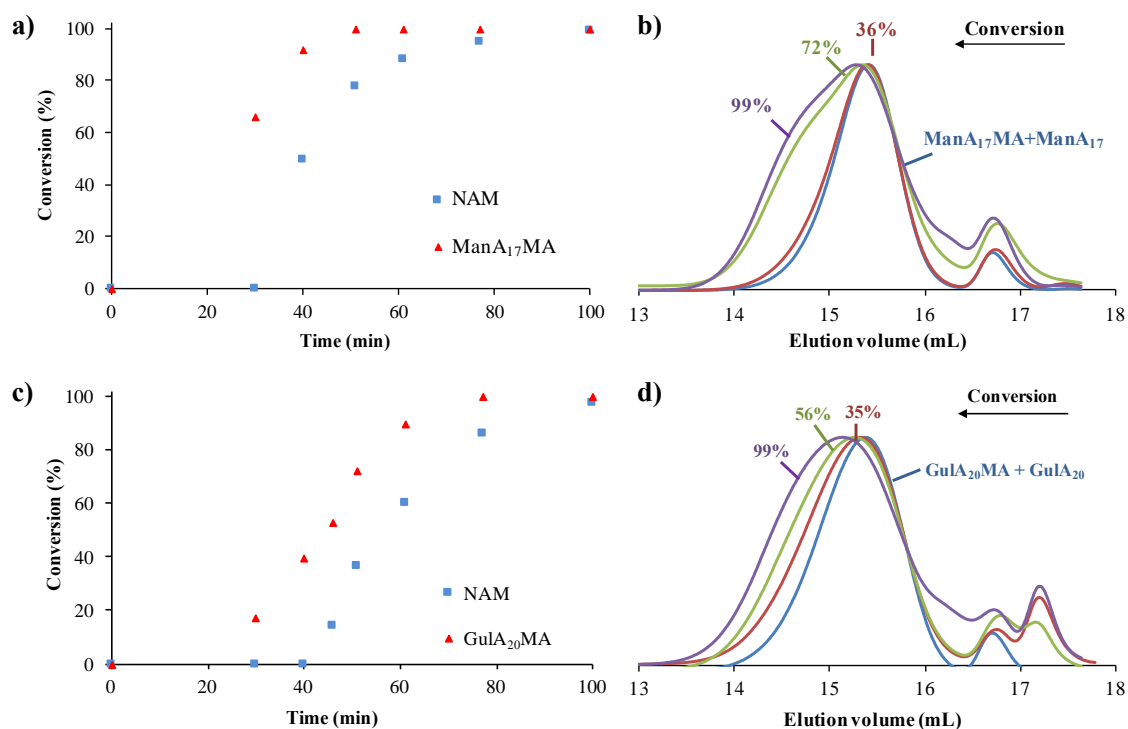 a)
100
80
60
40
20
0
Conversion (%)
NAM
ManA₁₇MA
0 20 40 60 80 100
Time (min)
b)
36%
Conversion
72%
99%
ManA₁₇MA+ManA₁₇
13 14 15 16 17 18
Elution volume (mL)
c)
100
80
60
40
20
0
Conversion (%)
NAM
GulA₂₀MA
0 20 40 60 80 100
Time (min)
d)
Conversion
56%
35%
99%
GulA₂₀MA + GulA₂₀
13 14 15 16 17 18
Elution volume (mL)